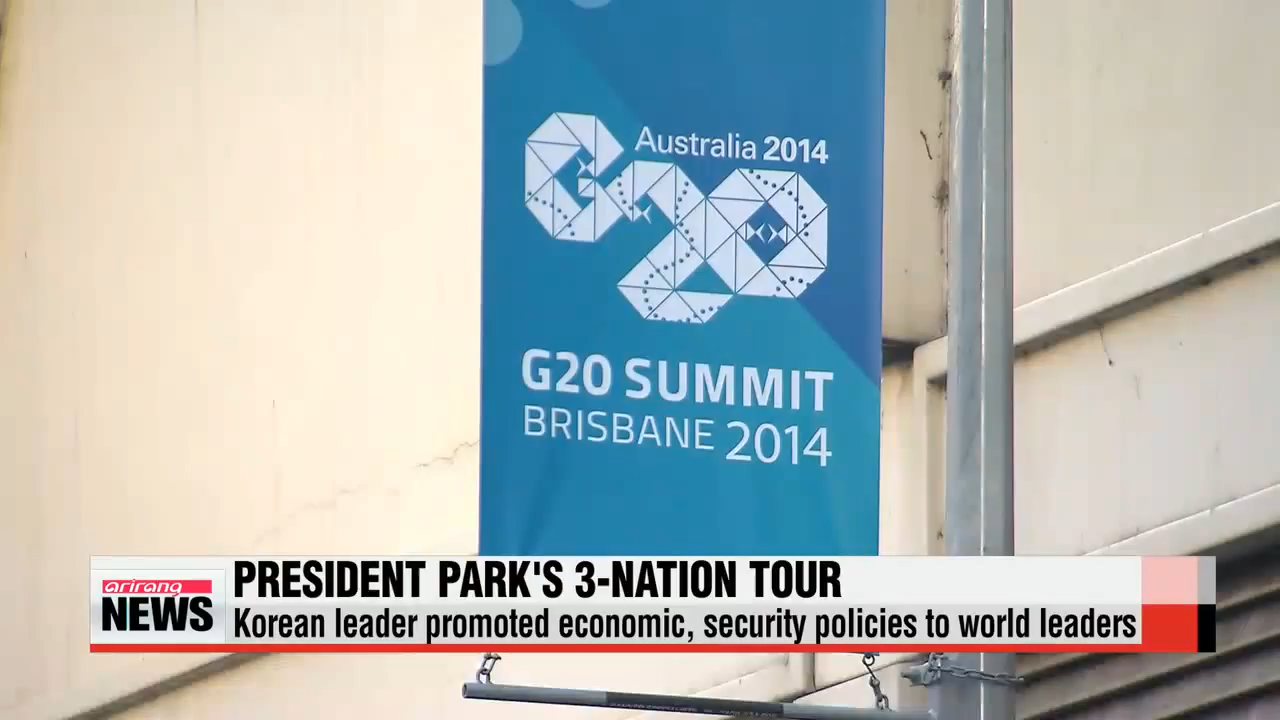 Australia 2014
G20
G20 SUMMIT
BRISBANE 2014
arirang
NEWS
PRESIDENT PARK'S 3-NATION TOUR
Korean leader promoted economic, security policies to world leaders